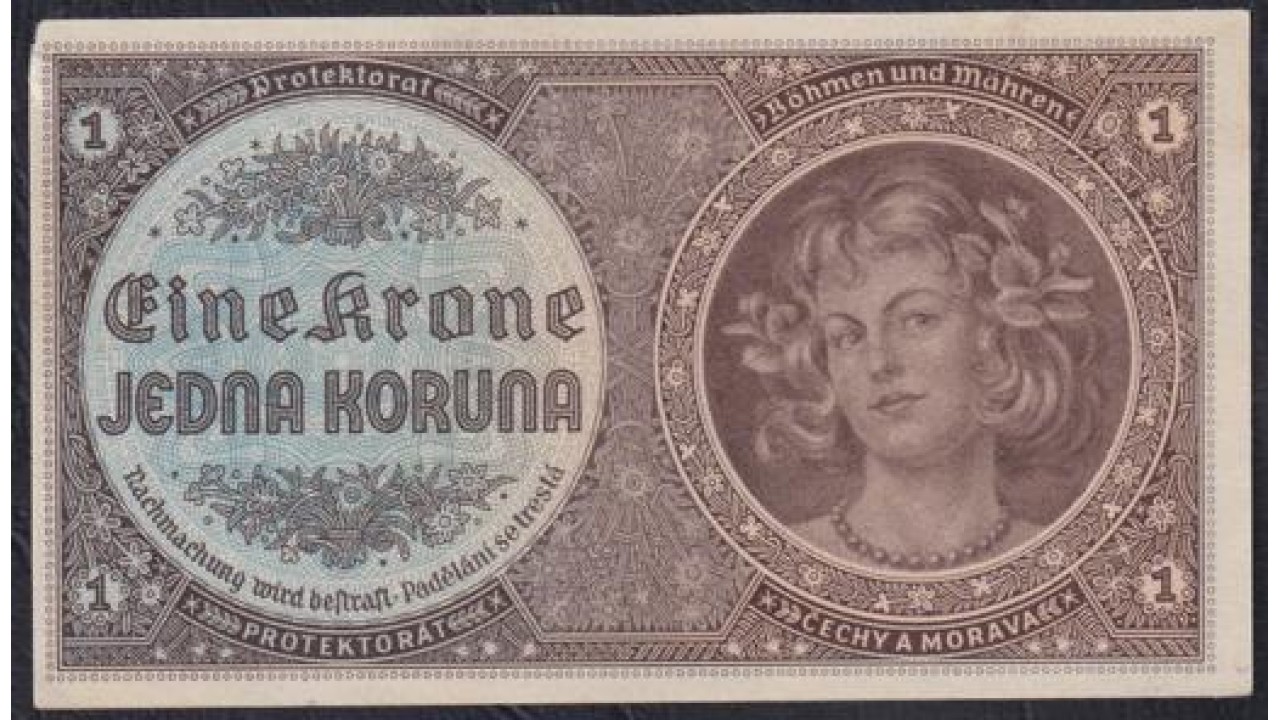 Protektorat
Böhmen und Mähren
1
1
Eine Krone
JEDNA KORUNA
Nachmachung wird bestraft · Padělání se trestá
1
1
PROTEKTORÁT
ČECHY A MORAVA